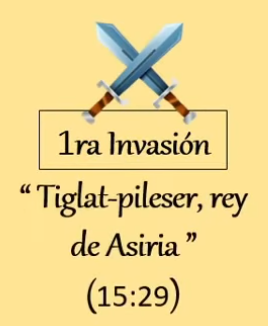 1ra Invasión
“ Tiglat-pileser, rey
de Asiria ”
(15:29)